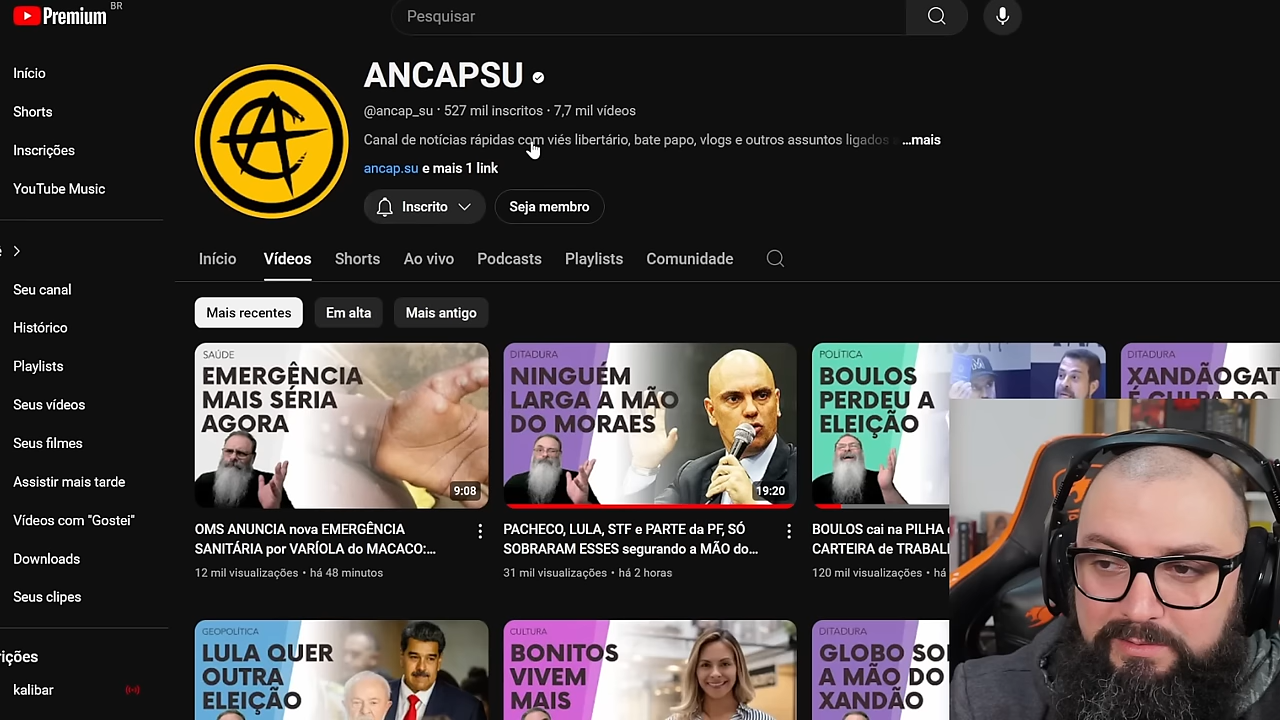 Premium BR
Pesquisar
Início
Shorts
Inscrições
YouTube Music
Seu canal
Histórico
Playlists
Seus vídeos
Seus filmes
Assistir mais tarde
Vídeos com "Gostei"
Downloads
Seus clipes
rições
kalibar
ANCAPSU
@ancap_su · 527 mil inscritos · 7,7 mil vídeos
Canal de notícias rápidas com viés libertário, bate papo, vlogs e outros assuntos ligados a ...mais
ancap.su e mais 1 link
Inscrito
Seja membro
Início Vídeos Shorts Ao vivo Podcasts Playlists Comunidade
Mais recentes Em alta Mais antigo
SAÚDE
EMERGÊNCIA
MAIS SÉRIA
AGORA
9:08
OMS ANUNCIA nova EMERGÊNCIA
SANITÁRIA por VARÍOLA do MACACO:...
12 mil visualizações • há 48 minutos
DITADURA
NINGUÉM
LARGA A MÃO
DO MORAES
19:20
PACHECO, LULA, STF e PARTE da PF, SÓ
SOBRARAM ESSES segurando a MÃO do...
31 mil visualizações • há 2 horas
POLÍTICA
BOULOS
PERDEU A
ELEIÇÃO
BOULOS cai na PILHA
CARTEIRA de TRABAL
120 mil visualizações • há
DITADURA
XANDÃOGAT
É CULPA DO
GEOPOLÍTICA
LULA QUER
OUTRA
ELEIÇÃO
CULTURA
BONITOS
VIVEM
MAIS
DITADURA
GLOBO SO
A MÃO DO
XANDÃO